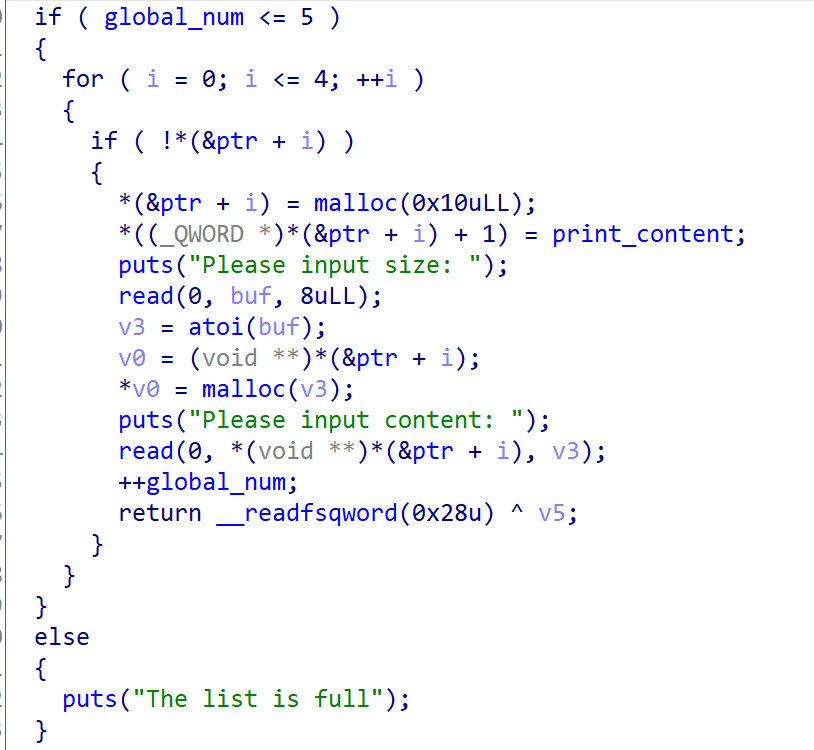 if ( global_num <= 5 )
{
for ( i = 0; i <= 4; ++i )
{
if ( !*(&ptr + i) )
{
*(&ptr + i) = malloc(0x10uLL);
*((_QWORD *)*(&ptr + i) + 1) = print_content;
puts("Please input size: ");
read(0, buf, 8uLL);
v3 = atoi(buf);
v0 = (void **)*(&ptr + i);
*v0 = malloc(v3);
puts("Please input content: ");
read(0, *(void **)*(&ptr + i), v3);
++global_num;
return __readfsqword(0x28u) ^ v5;
}
}
}
else
{
puts("The list is full");
}